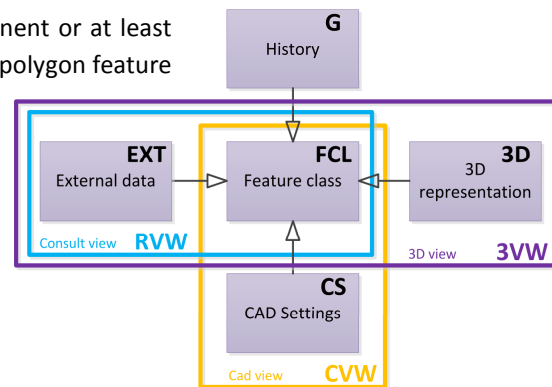 nent or at least
polygon feature
G
History
EXT
External data
FCL
Feature class
3D
3D
representation
Consult view RVW
3D view 3VW
CS
CAD Settings
Cad view CVW